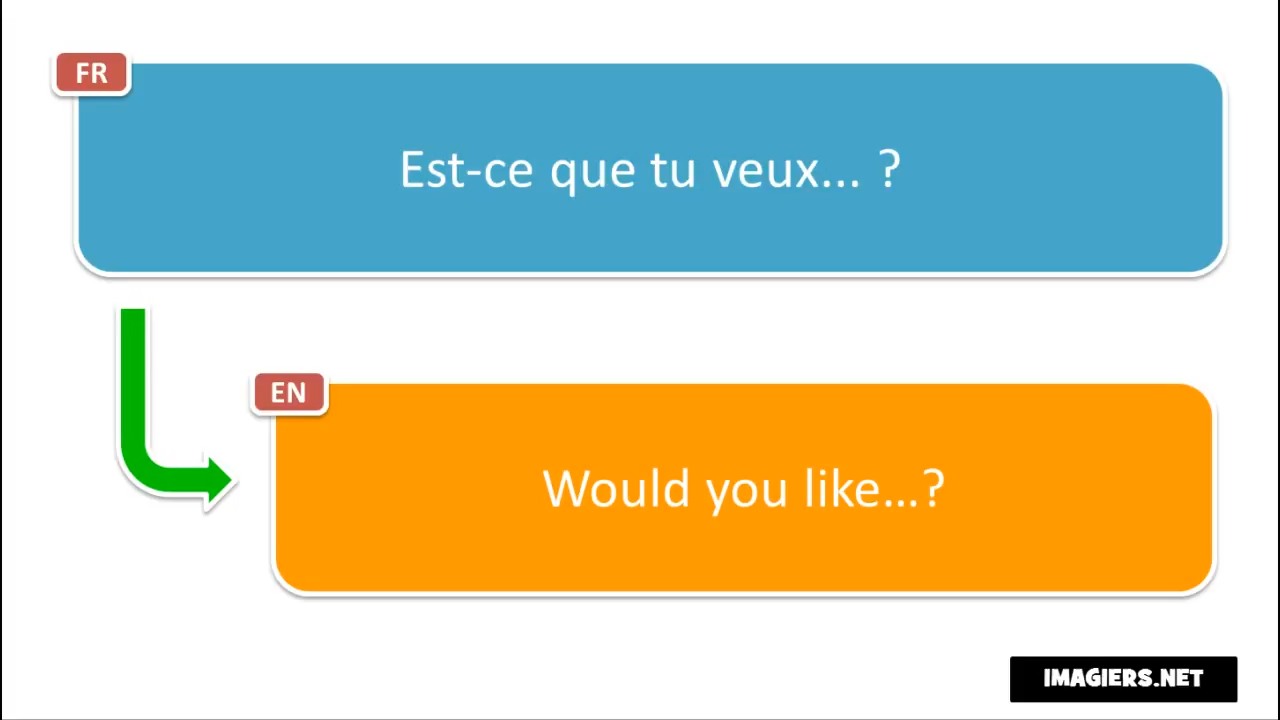 FR
Est-ce que tu veux... ?
EN
Would you like...?
IMAGIERS.NET